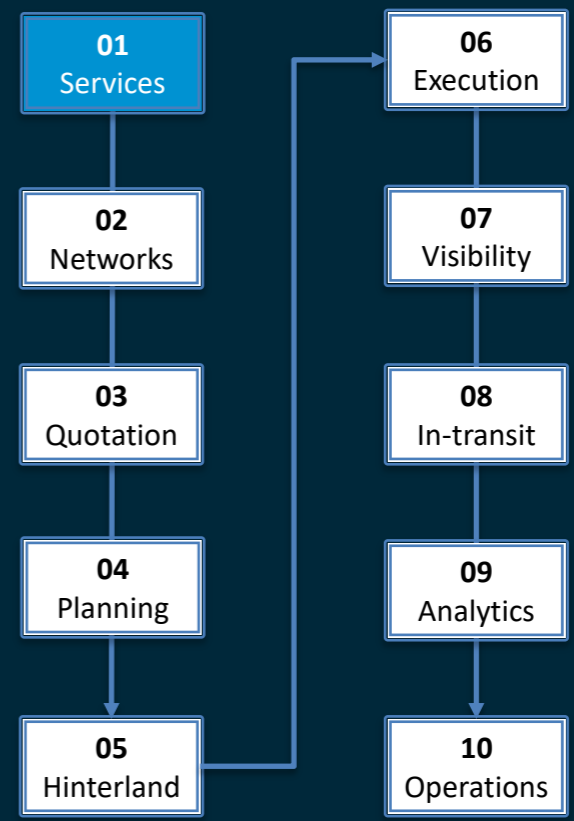 01
Services
02
Networks
03
Quotation
04
Planning
05
Hinterland
06
Execution
07
Visibility
08
In-transit
09
Analytics
10
Operations